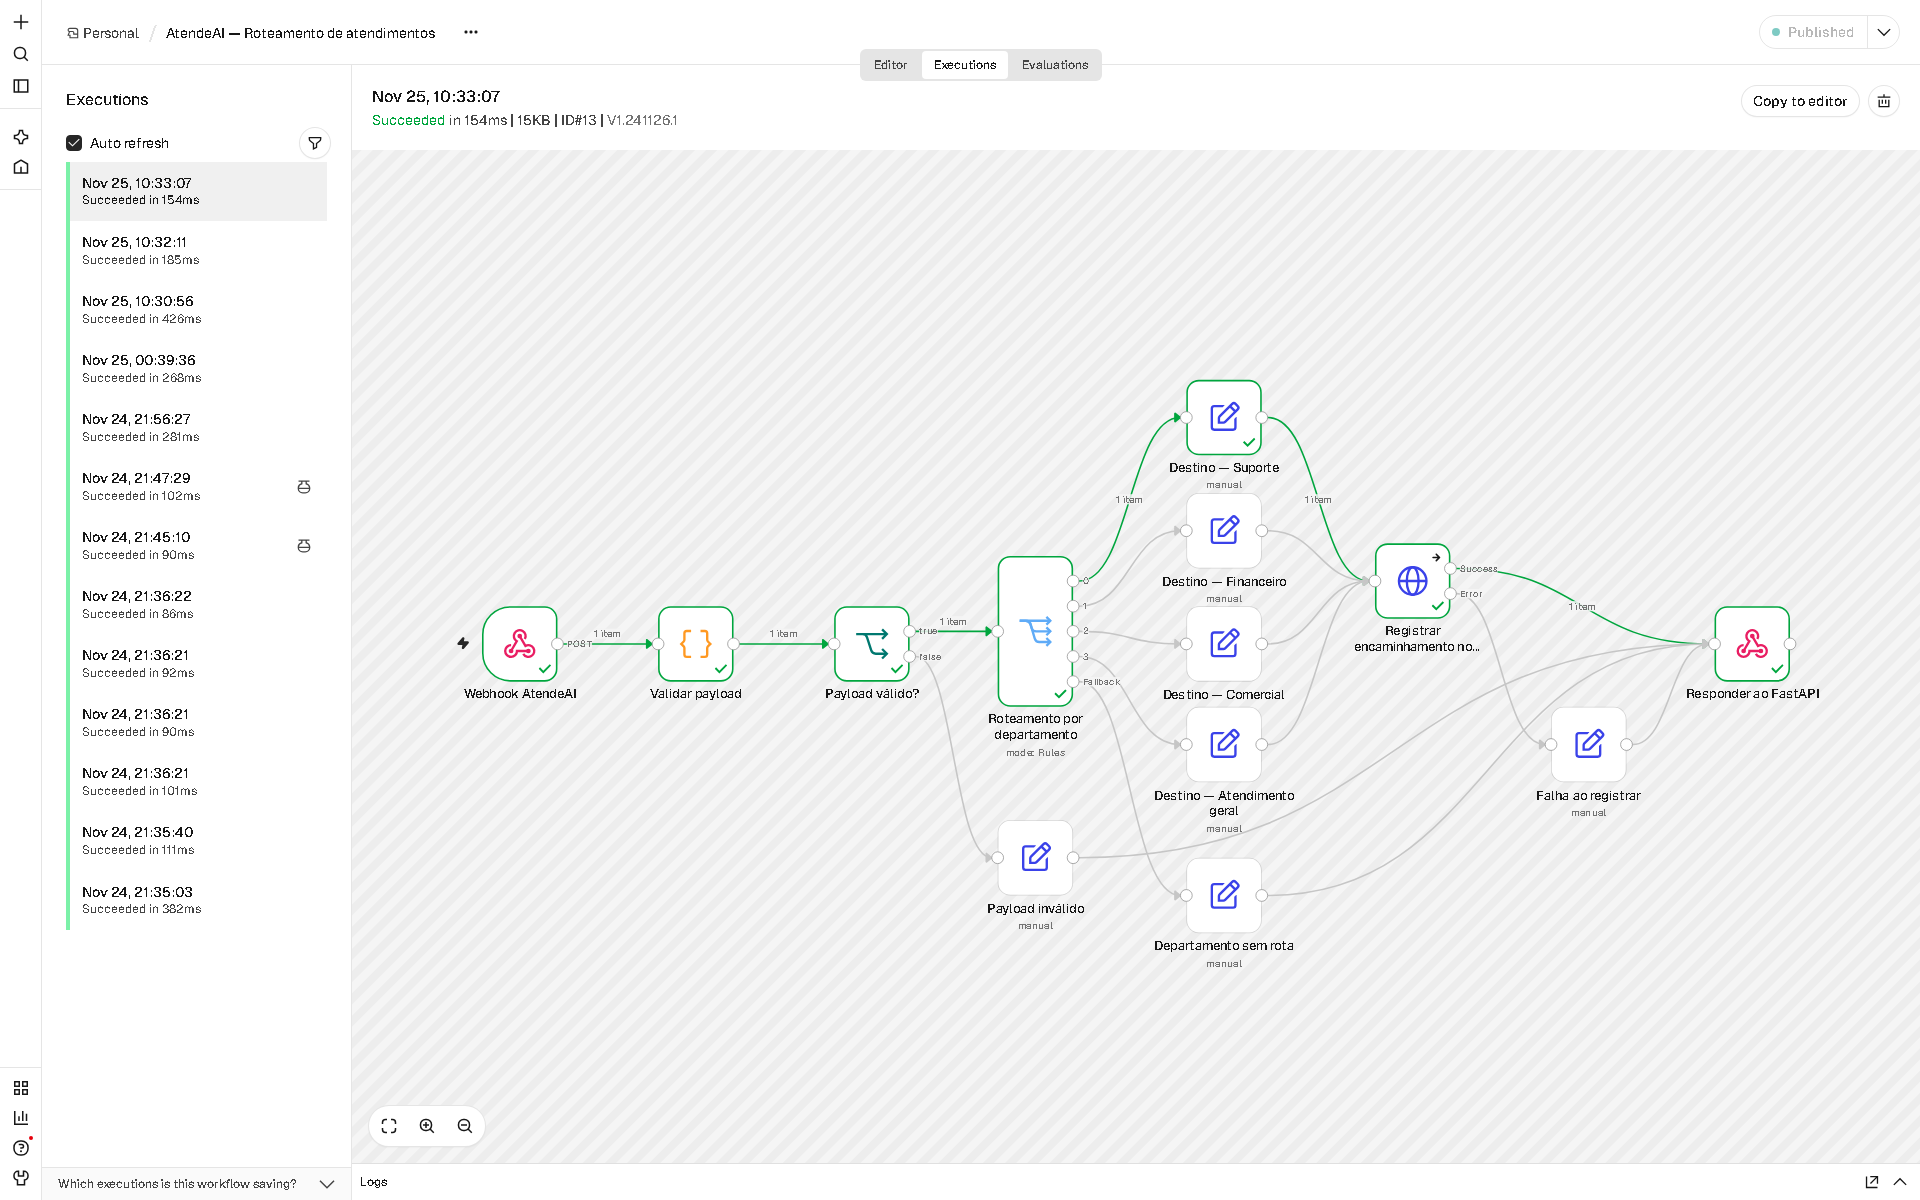 Personal / AtendeAI — Roteamento de atendimentos
Published
Editor
Executions
Evaluations
Executions
Auto refresh
Nov 25, 10:33:07
Succeeded in 154ms
Nov 25, 10:32:11
Succeeded in 185ms
Nov 25, 10:30:56
Succeeded in 426ms
Nov 25, 00:39:36
Succeeded in 268ms
Nov 24, 21:56:27
Succeeded in 281ms
Nov 24, 21:47:29
Succeeded in 102ms
Nov 24, 21:45:10
Succeeded in 90ms
Nov 24, 21:36:22
Succeeded in 86ms
Nov 24, 21:36:21
Succeeded in 92ms
Nov 24, 21:36:21
Succeeded in 90ms
Nov 24, 21:36:21
Succeeded in 101ms
Nov 24, 21:35:40
Succeeded in 111ms
Nov 24, 21:35:03
Succeeded in 382ms
Which executions is this workflow saving?
Nov 25, 10:33:07
Succeeded in 154ms | 15KB | ID#13 | V1.241126.1
Copy to editor
POST
1 item
Webhook AtendeAI
1 item
Validar payload
true
false
1 item
Payload válido?
0
1
2
3
Fallback
Roteamento por
departamento
mode: Rules
1 item
Destino — Suporte
manual
1 item
Destino — Financeiro
manual
Destino — Comercial
Destino — Atendimento
geral
manual
Payload inválido
manual
Departamento sem rota
manual
Success
Error
Registrar
encaminhamento no...
1 item
Falha ao registrar
manual
Responder ao FastAPI
Logs